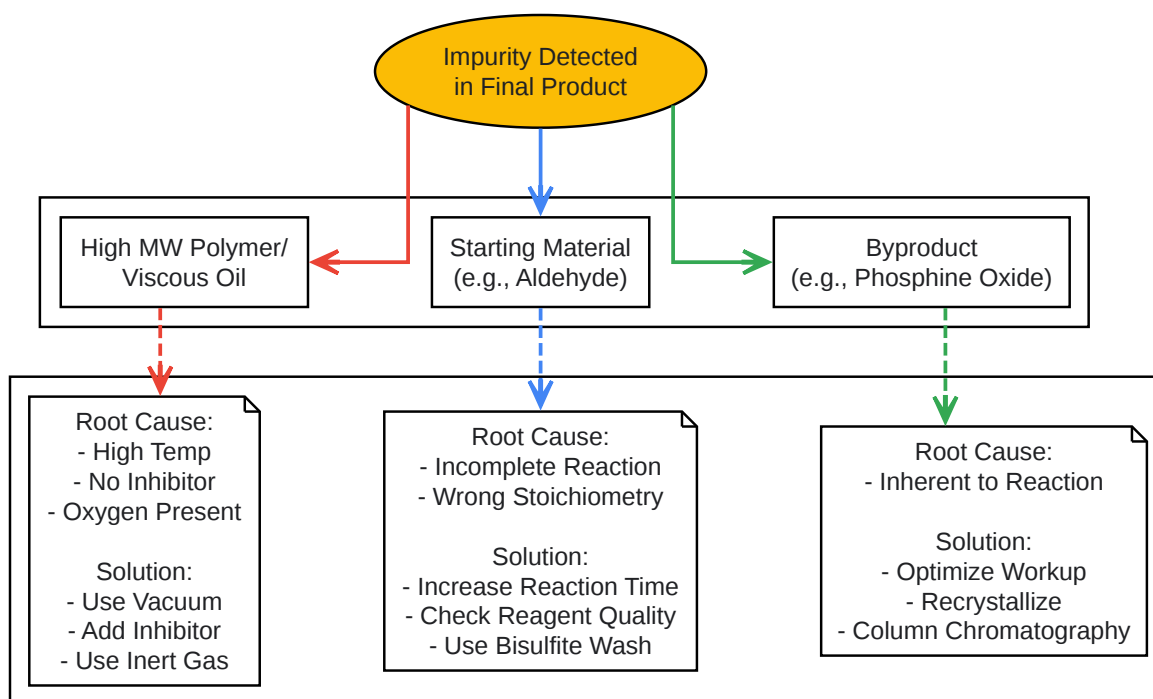 Impurity Detected
in Final Product
High MW Polymer/
Viscous Oil
Starting Material
(e.g., Aldehyde)
Byproduct
(e.g., Phosphine Oxide)
Root Cause:
- High Temp
- No Inhibitor
- Oxygen Present
Solution:
- Use Vacuum
- Add Inhibitor
- Use Inert Gas
Root Cause:
- Incomplete Reaction
- Wrong Stoichiometry
Solution:
- Increase Reaction Time
- Check Reagent Quality
- Use Bisulfite Wash
Root Cause:
- Inherent to Reaction
Solution:
- Optimize Workup
- Recrystallize
- Column Chromatography